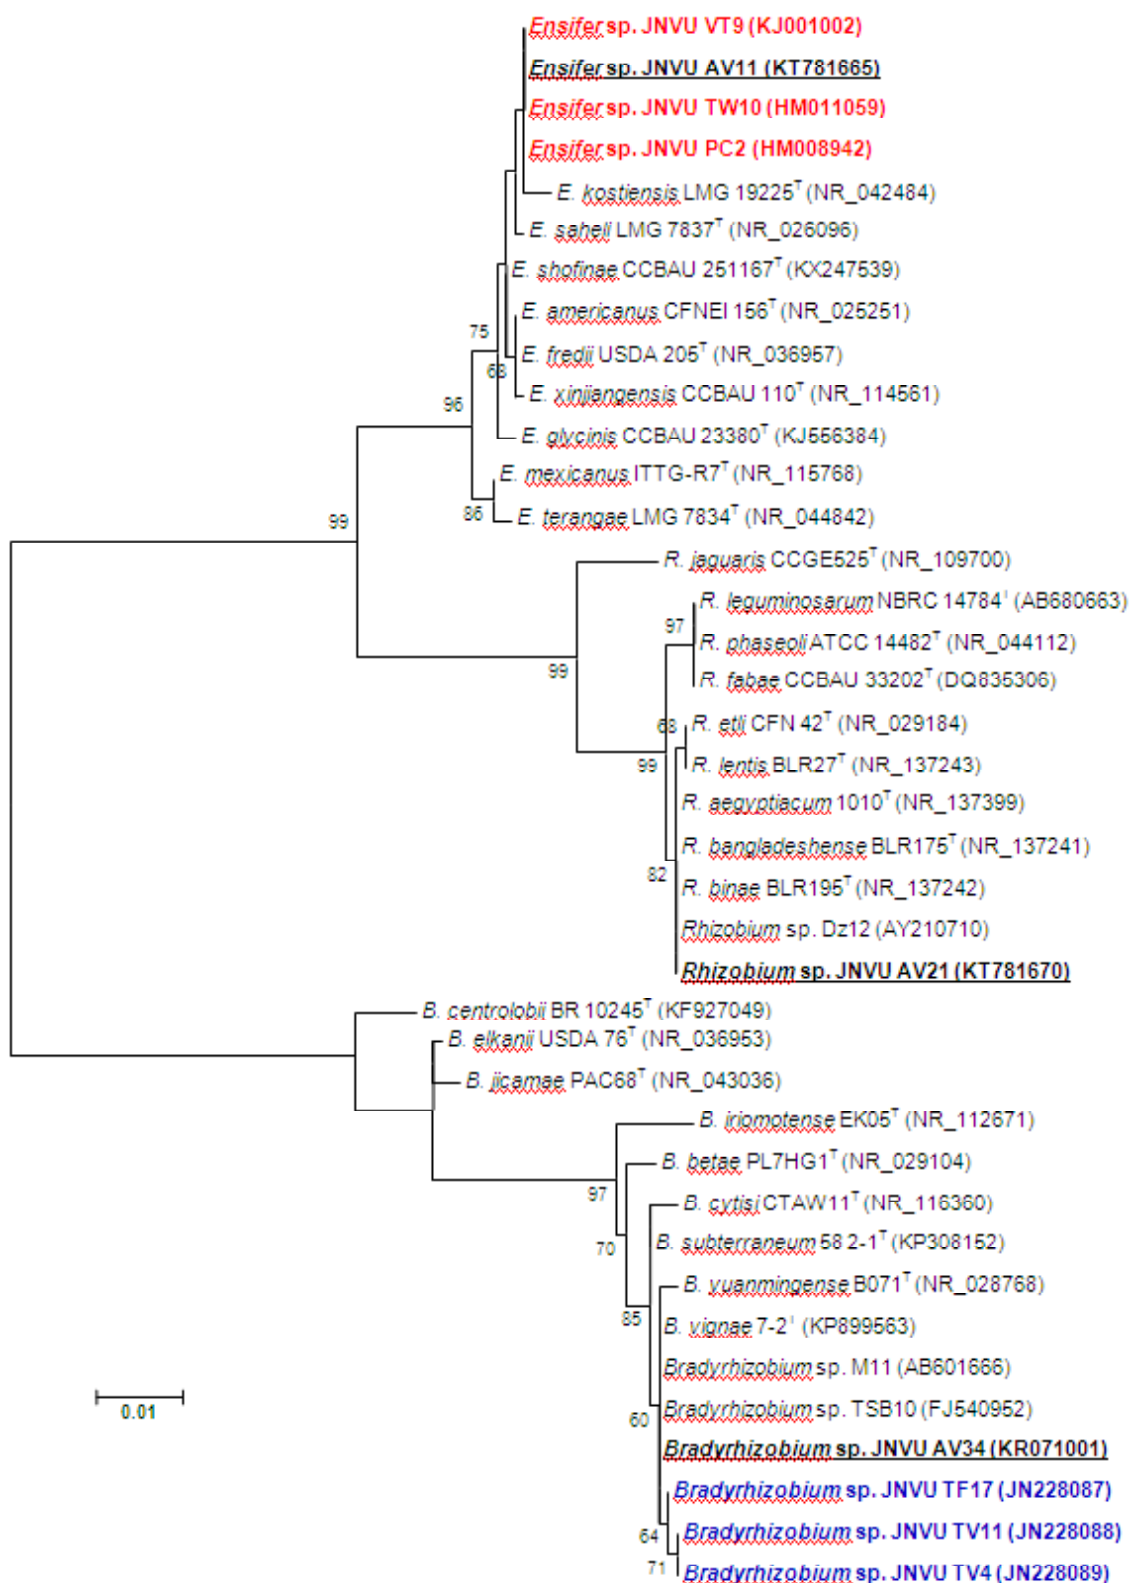 Ensifer sp. JNVU VT9 (KJ001002)
Ensifer sp. JNVU AV11 (KT781665)
Ensifer sp. JNVU TW10 (HM011059)
Ensifer sp. JNVU PC2 (HM008942)
E. kostiensis LMG 19225ᵀ (NR_042484)
E. saheli LMG 7837ᵀ (NR_026096)
E. shofinae CCBAU 251167ᵀ (KX247539)
E. americanus CFNEI 156ᵀ (NR_025251)
75
E. fredii USDA 205ᵀ (NR_036957)
68
E. xinjiangensis CCBAU 110ᵀ (NR_114561)
96
E. glycinis CCBAU 23380ᵀ (KJ556384)
E. mexicanus ITTG-R7ᵀ (NR_115768)
86
E. terangae LMG 7834ᵀ (NR_044842)
99
R. jaguaris CCGE525ᵀ (NR_109700)
R. leguminosarum NBRC 14784ᵀ (AB680663)
97
R. phaseoli ATCC 14482ᵀ (NR_044112)
99
R. fabae CCBAU 33202ᵀ (DQ835306)
68
R. etli CFN 42ᵀ (NR_029184)
99
R. lentis BLR27ᵀ (NR_137243)
R. aegyptiacum 1010ᵀ (NR_137399)
R. bangladeshense BLR175ᵀ (NR_137241)
82
R. binae BLR195ᵀ (NR_137242)
Rhizobium sp. Dz12 (AY210710)
Rhizobium sp. JNVU AV21 (KT781670)
B. centrolobii BR 10245ᵀ (KF927049)
B. elkanii USDA 76ᵀ (NR_036953)
B. jicamae PAC68ᵀ (NR_043036)
B. iriomotense EK05ᵀ (NR_112671)
B. betae PL7HG1ᵀ (NR_029104)
97
B. cytisi CTAW11ᵀ (NR_116360)
70
B. subterraneum 58 2-1ᵀ (KP308152)
B. yuanmingense B071ᵀ (NR_028768)
85
B. vignae 7-2ᵀ (KP899563)
Bradyrhizobium sp. M11 (AB601666)
0.01
Bradyrhizobium sp. TSB10 (FJ540952)
60
Bradyrhizobium sp. JNVU AV34 (KR071001)
Bradyrhizobium sp. JNVU TF17 (JN228087)
64
Bradyrhizobium sp. JNVU TV11 (JN228088)
71
Bradyrhizobium sp. JNVU TV4 (JN228089)